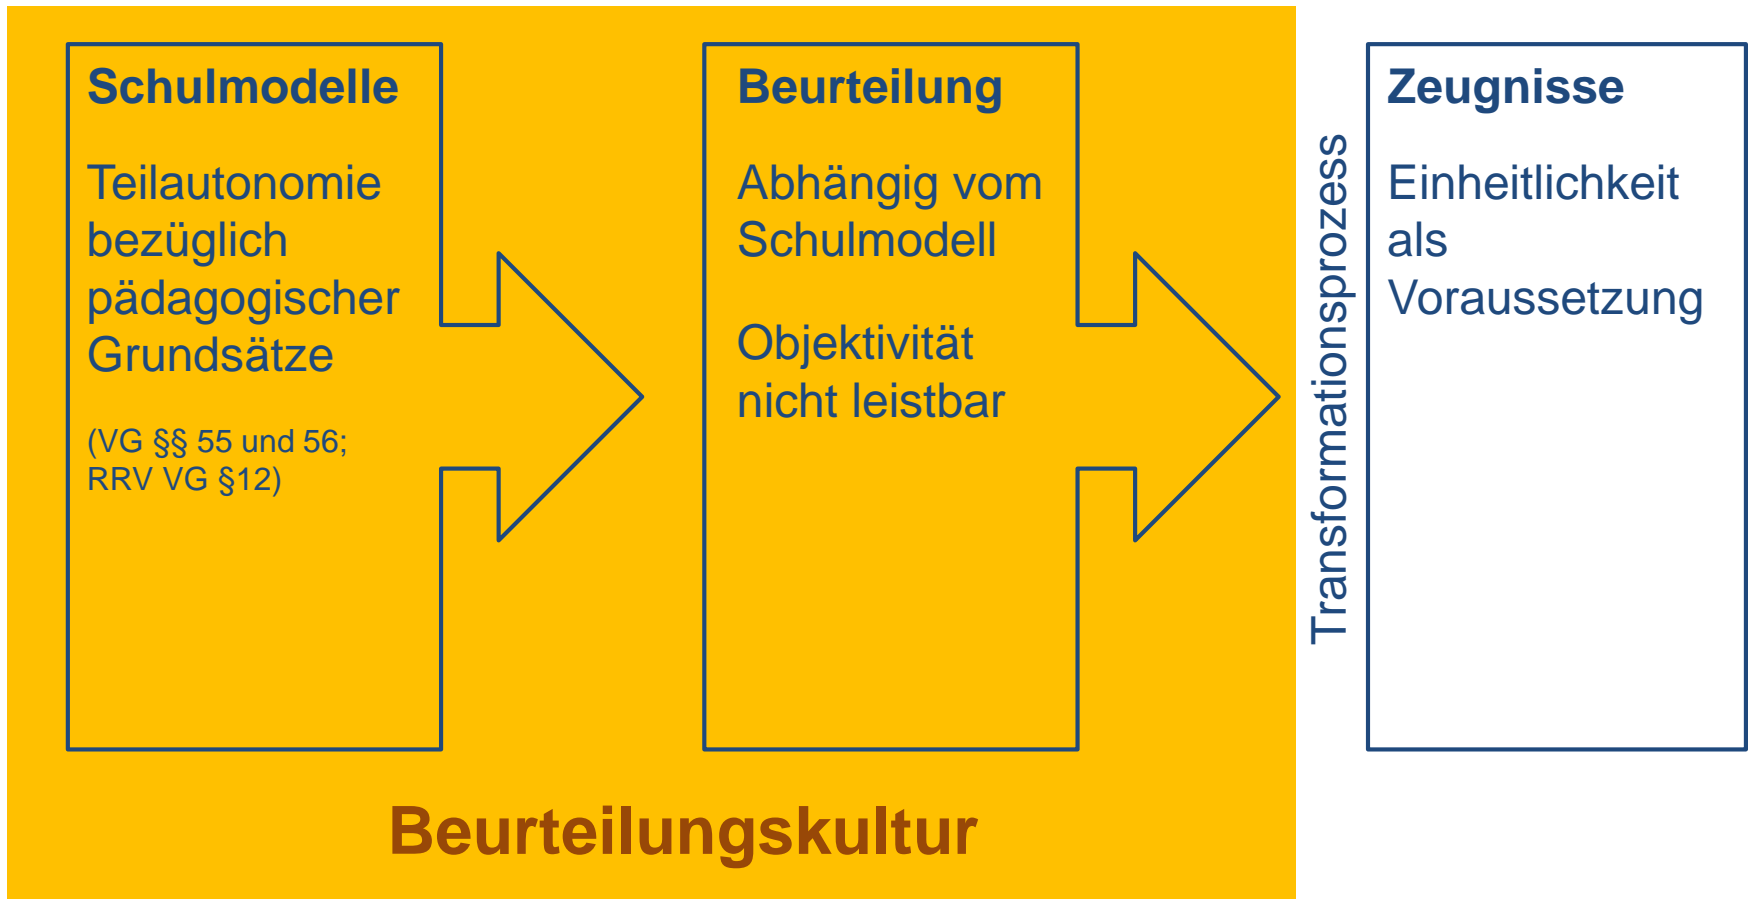 Schulmodelle
Teilautonomie
bezüglich
pädagogischer
Grundsätze
(VG §§ 55 und 56;
RRV VG §12)
Beurteilung
Abhängig vom
Schulmodell
Objektivität
nicht leistbar
Transformationsprozess
Zeugnisse
Einheitlichkeit
als
Voraussetzung
Beurteilungskultur